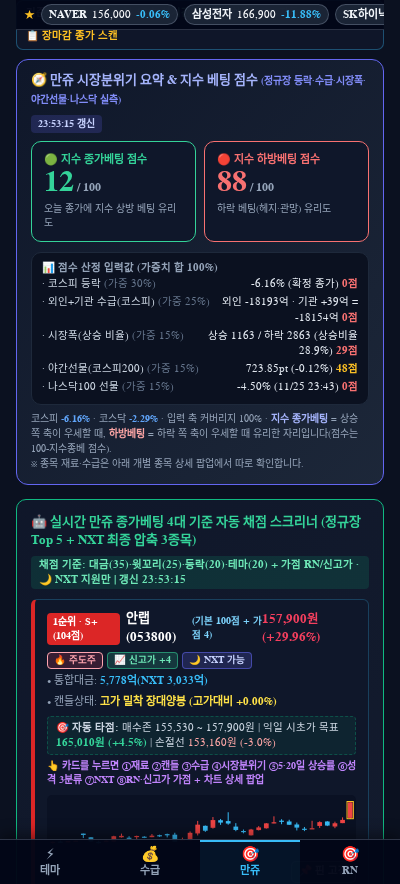 ★ NAVER 156,000 -0.06% 삼성전자 166,900 -11.88% SK하이닉
📋 장마감 종가 스캔
🧭 만쥬 시장분위기 요약 & 지수 베팅 점수 (정규장 등락·수급·시장폭·
야간선물·나스닥 실측)
23:53:15 갱신
🟢 지수 종가베팅 점수
12 / 100
오늘 종가에 지수 상방 베팅 유리
도
🔴 지수 하방베팅 점수
88 / 100
하락 베팅(헤지·관망) 유리도
📊 점수 산정 입력값 (가중치 합 100%)
· 코스피 등락 (가중 30%) -6.16% (확정 종가) 0점
· 외인+기관 수급(코스피) (가중 25%) 외인 -18193억 · 기관 +39억 =
-18154억 0점
· 시장폭(상승 비율) (가중 15%) 상승 1163 / 하락 2863 (상승비율
28.9%) 29점
· 야간선물(코스피200) (가중 15%) 723.85pt (-0.12%) 48점
· 나스닥100 선물 (가중 15%) -4.50% (11/25 23:43) 0점
코스피 -6.16% · 코스닥 -2.29% · 입력 축 커버리지 100% · 지수 종가베팅 = 상승
쪽 축이 우세할 때, 하방베팅 = 하락 쪽 축이 우세할 때 유리한 자리입니다(점수는
100-지수종베 점수).
※ 종목 재료·수급은 아래 개별 종목 상세 팝업에서 따로 확인합니다.
🤖 실시간 만쥬 종가베팅 4대 기준 자동 채점 스크리너 (정규장
Top 5 + NXT 최종 압축 3종목)
채점 기준: 대금(35)·윗꼬리(25)·등락(20)·테마(20) + 가점 RN/신고가 ·
🌙 NXT 지원만 | 갱신 23:53:15
1순위 · S+
(104점)
안랩
(053800)
(기본 100점 + 가
점 4)
157,900원
(+29.96%)
🔥 주도주 📈 신고가 +4 🌙 NXT 가능
• 통합대금: 5,778억(NXT 3,033억)
• 캔들상태: 고가 밀착 장대양봉 (고가대비 +0.00%)
🎯 자동 타점: 매수존 155,530 ~ 157,900원 | 익일 시초가 목표
165,010원 (+4.5%) | 손절선 153,160원 (-3.0%)
👆 카드를 누르면 ①재료 ②캔들 ③수급 ④시장분위기 ⑤5·20일 상승률 ⑥성
격 3분류 ⑦NXT ⑧RN·신고가 가점 + 차트 상세 팝업
⚡ 💰 🎯 🎯
테마 수급 만쥬 RN